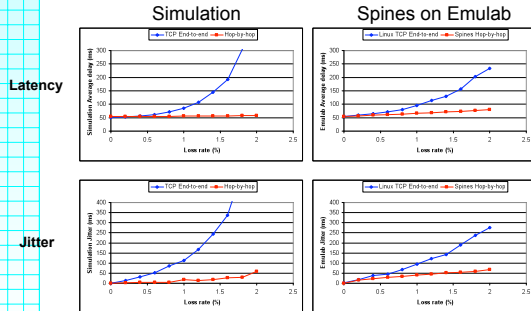 Simulation
Spines on Emulab
Latency
TCP End-to-end
Hop-by-hop
Simulation Average delay (ms)
300
250
200
150
100
50
0
0
0.5
1
1.5
2
2.5
Loss rate (%)
Linux TCP End-to-end
Spines Hop-by-hop
Emulab Average delay (ms)
300
250
200
150
100
50
0
0
0.5
1
1.5
2
2.5
Loss rate (%)
Jitter
TCP End-to-end
Hop-by-hop
Simulation Jitter (ms)
400
350
300
250
200
150
100
50
0
0
0.5
1
1.5
2
2.5
Loss rate (%)
Linux TCP End-to-end
Spines Hop-by-hop
Emulab Jitter (ms)
400
350
300
250
200
150
100
50
0
0
0.5
1
1.5
2
2.5
Loss rate (%)